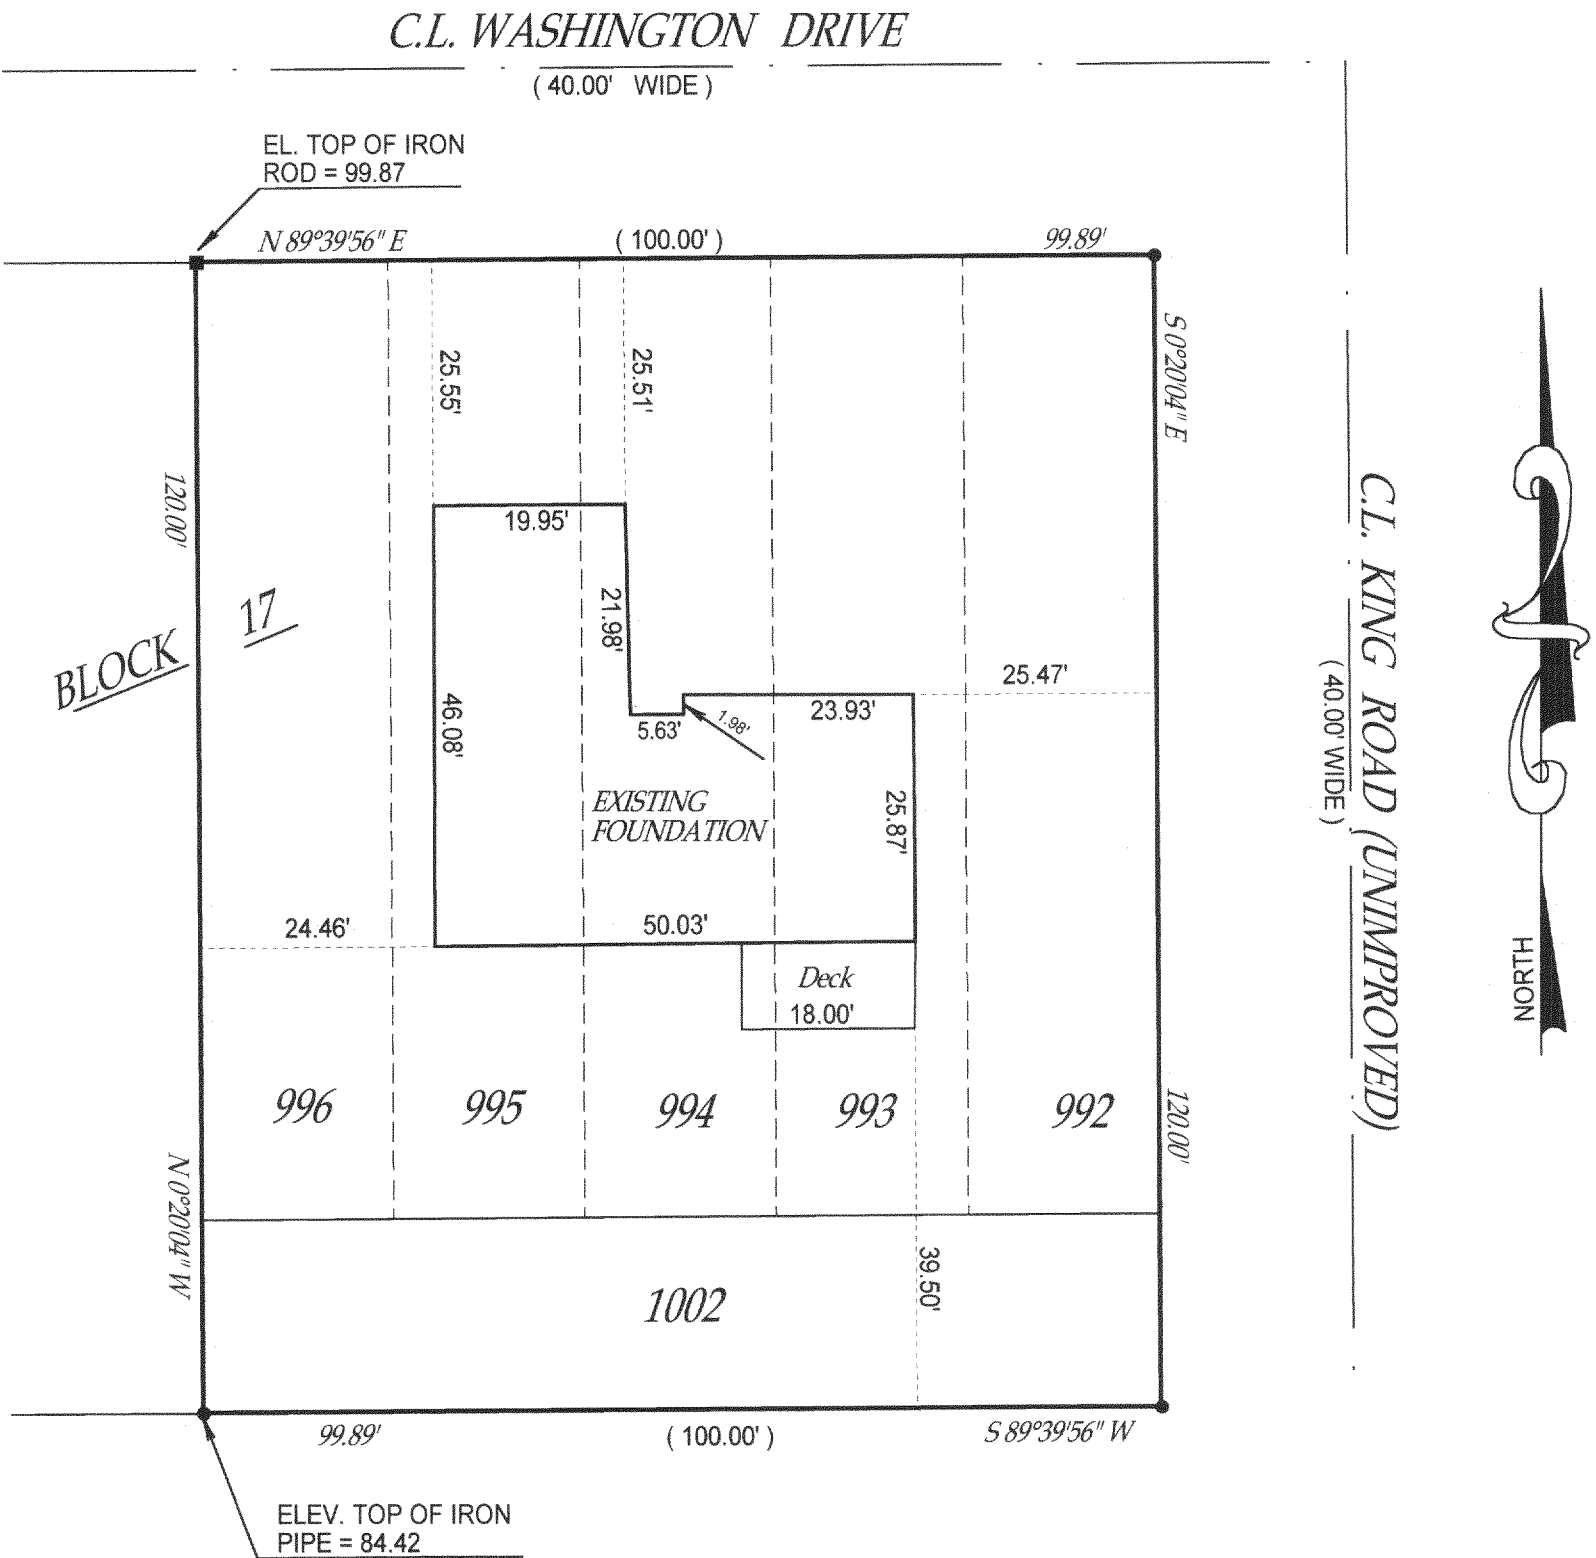 C.L. WASHINGTON DRIVE
( 40.00' WIDE )
EL. TOP OF IRON
ROD = 99.87
N 89°39'56" E
( 100.00' )
99.89'
S 0°20'04" E
25.55'
25.51'
120.00'
19.95'
21.98'
BLOCK 17
46.08'
5.63'
1.98'
23.93'
25.47'
C.L. KING ROAD (UNIMPROVED)
( 40.00' WIDE )
EXISTING
FOUNDATION
25.87'
24.46'
50.03'
Deck
18.00'
NORTH
996
995
994
993
992
120.00'
N 0°20'04" W
1002
39.50'
99.89'
( 100.00' )
S 89°39'56" W
ELEV. TOP OF IRON
PIPE = 84.42